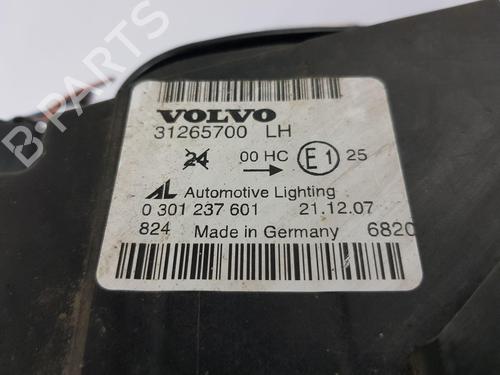 B-PARTS
VOLVO
31265700 LH
24 00 HC E1 25
AL Automotive Lighting
0 301 237 601 21.12.07
824 Made in Germany 6820